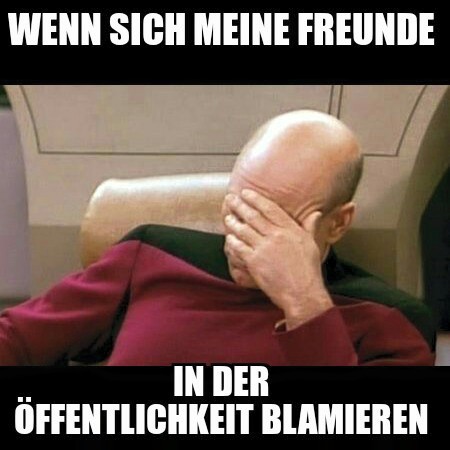 WENN SICH MEINE FREUNDE
IN DER
ÖFFENTLICHKEIT BLAMIEREN